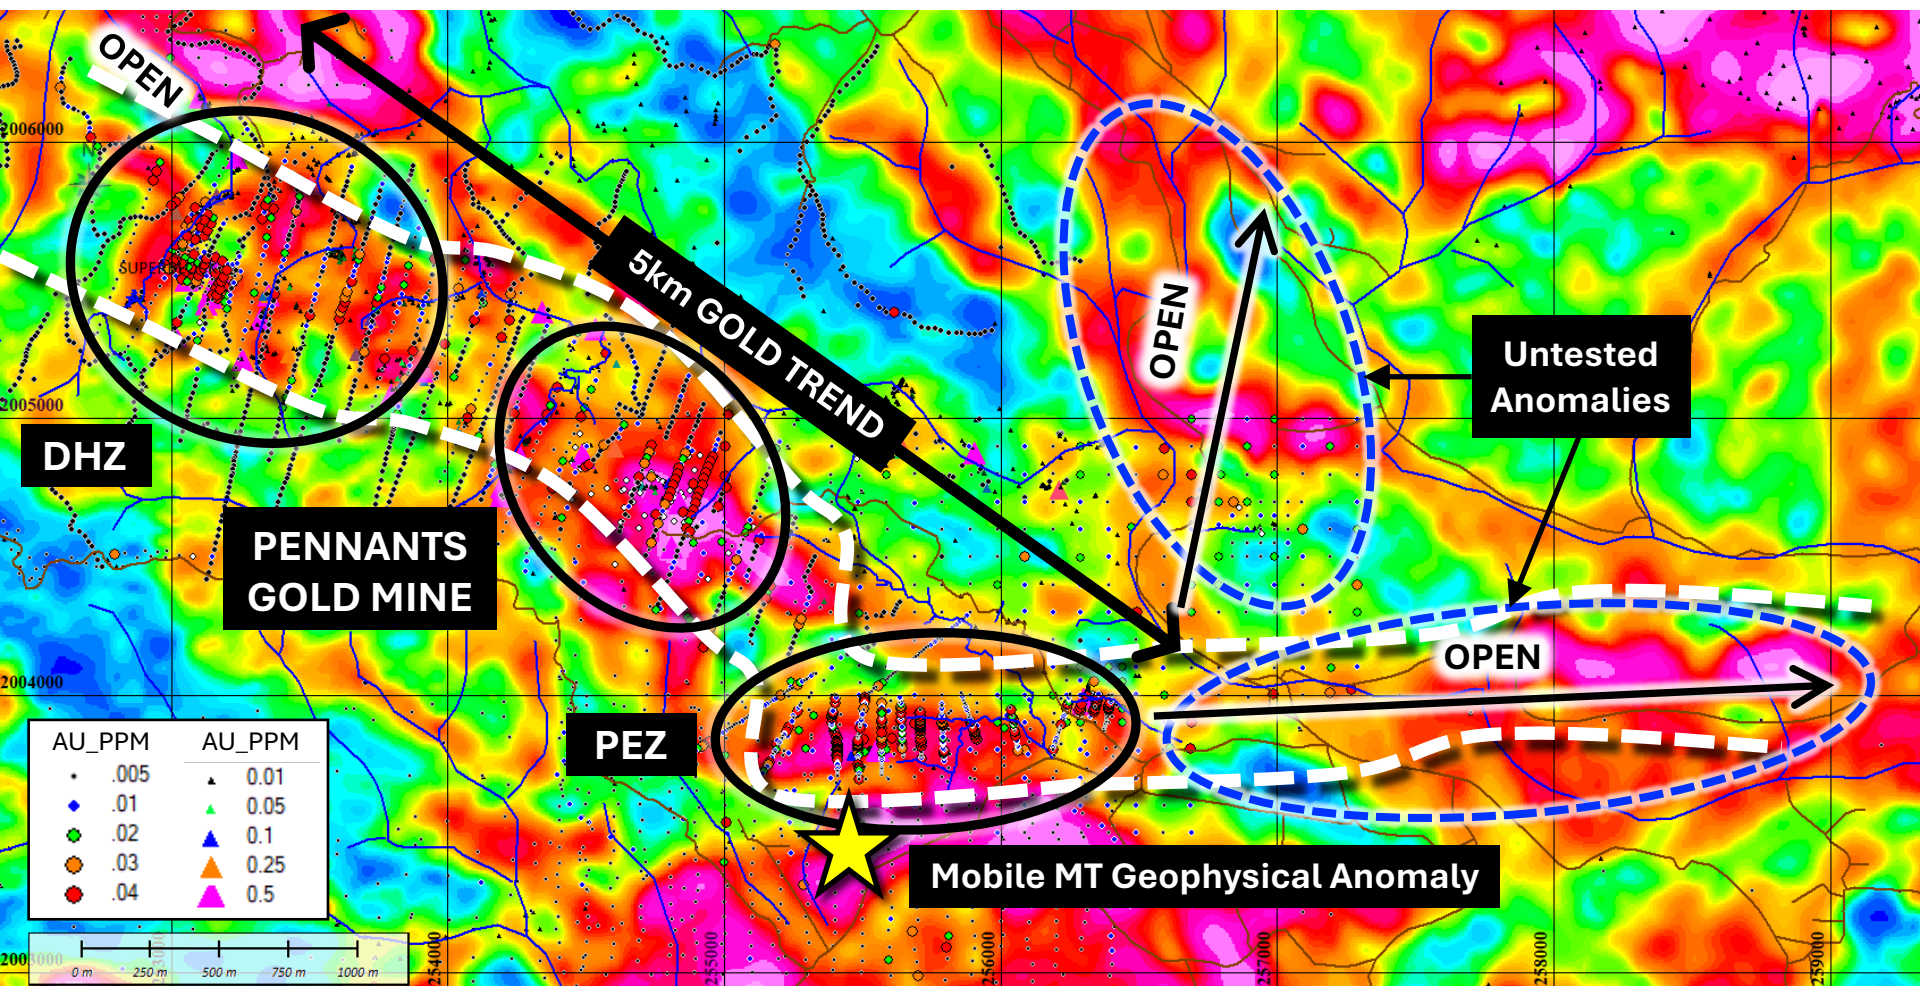 OPEN
2006000
5km GOLD TREND
OPEN
Untested
Anomalies
2005000
DHZ
PENNANTS
GOLD MINE
OPEN
2004000
PEZ
AU_PPM AU_PPM
.005 0.01
.01 0.05
.02 0.1
.03 0.25
.04 0.5
Mobile MT Geophysical Anomaly
2003000
0 m 250 m 500 m 750 m 1000 m
254000
255000
256000
257000
258000
259000